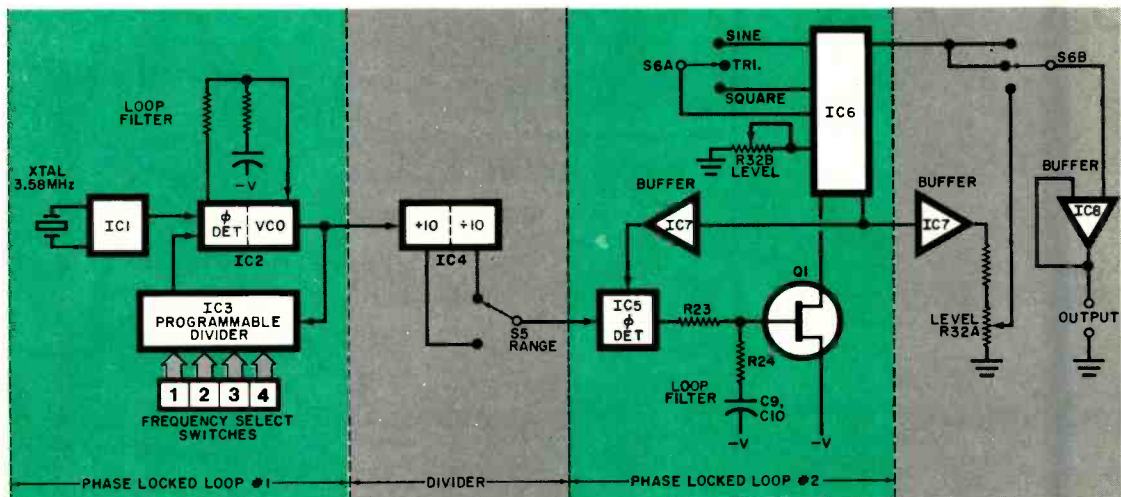 XTAL
3.58MHz
IC1
LOOP
FILTER
-V
ϕ
DET
VCO
IC2
IC3
PROGRAMMABLE
DIVIDER
1 2 3 4
FREQUENCY SELECT
SWITCHES
÷10 ÷10
IC4
S5
RANGE
SINE
S6A
TRI.
SQUARE
IC6
R32B
LEVEL
BUFFER
IC7
IC5
ϕ
DET
R23
R24
LOOP
FILTER
C9,
C10
-V
Q1
-V
BUFFER
IC7
LEVEL
R32A
S6B
BUFFER
IC8
OUTPUT
PHASE LOCKED LOOP #1
DIVIDER
PHASE LOCKED LOOP #2